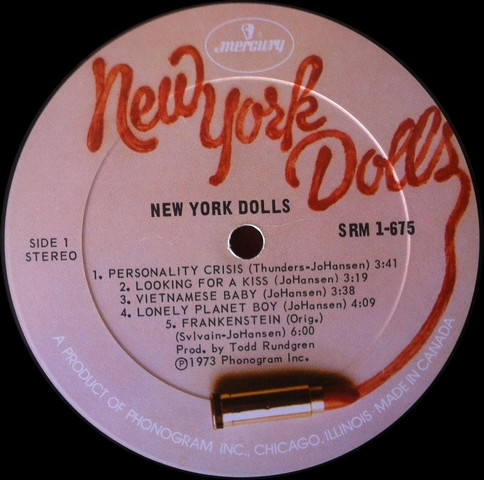 mercury
New York Dolls
NEW YORK DOLLS
SIDE 1
STEREO
SRM 1-675
1. PERSONALITY CRISIS (Thunders-JoHansen) 3:41
2. LOOKING FOR A KISS (JoHansen) 3:19
3. VIETNAMESE BABY (JoHansen) 3:38
4. LONELY PLANET BOY (JoHansen) 4:09
5. FRANKENSTEIN (Orig.)
(Sylvain-JoHansen) 6:00
Prod. by Todd Rundgren
Ⓟ1973 Phonogram Inc.
A PRODUCT OF PHONOGRAM INC., CHICAGO, ILLINOIS-MADE IN CANADA